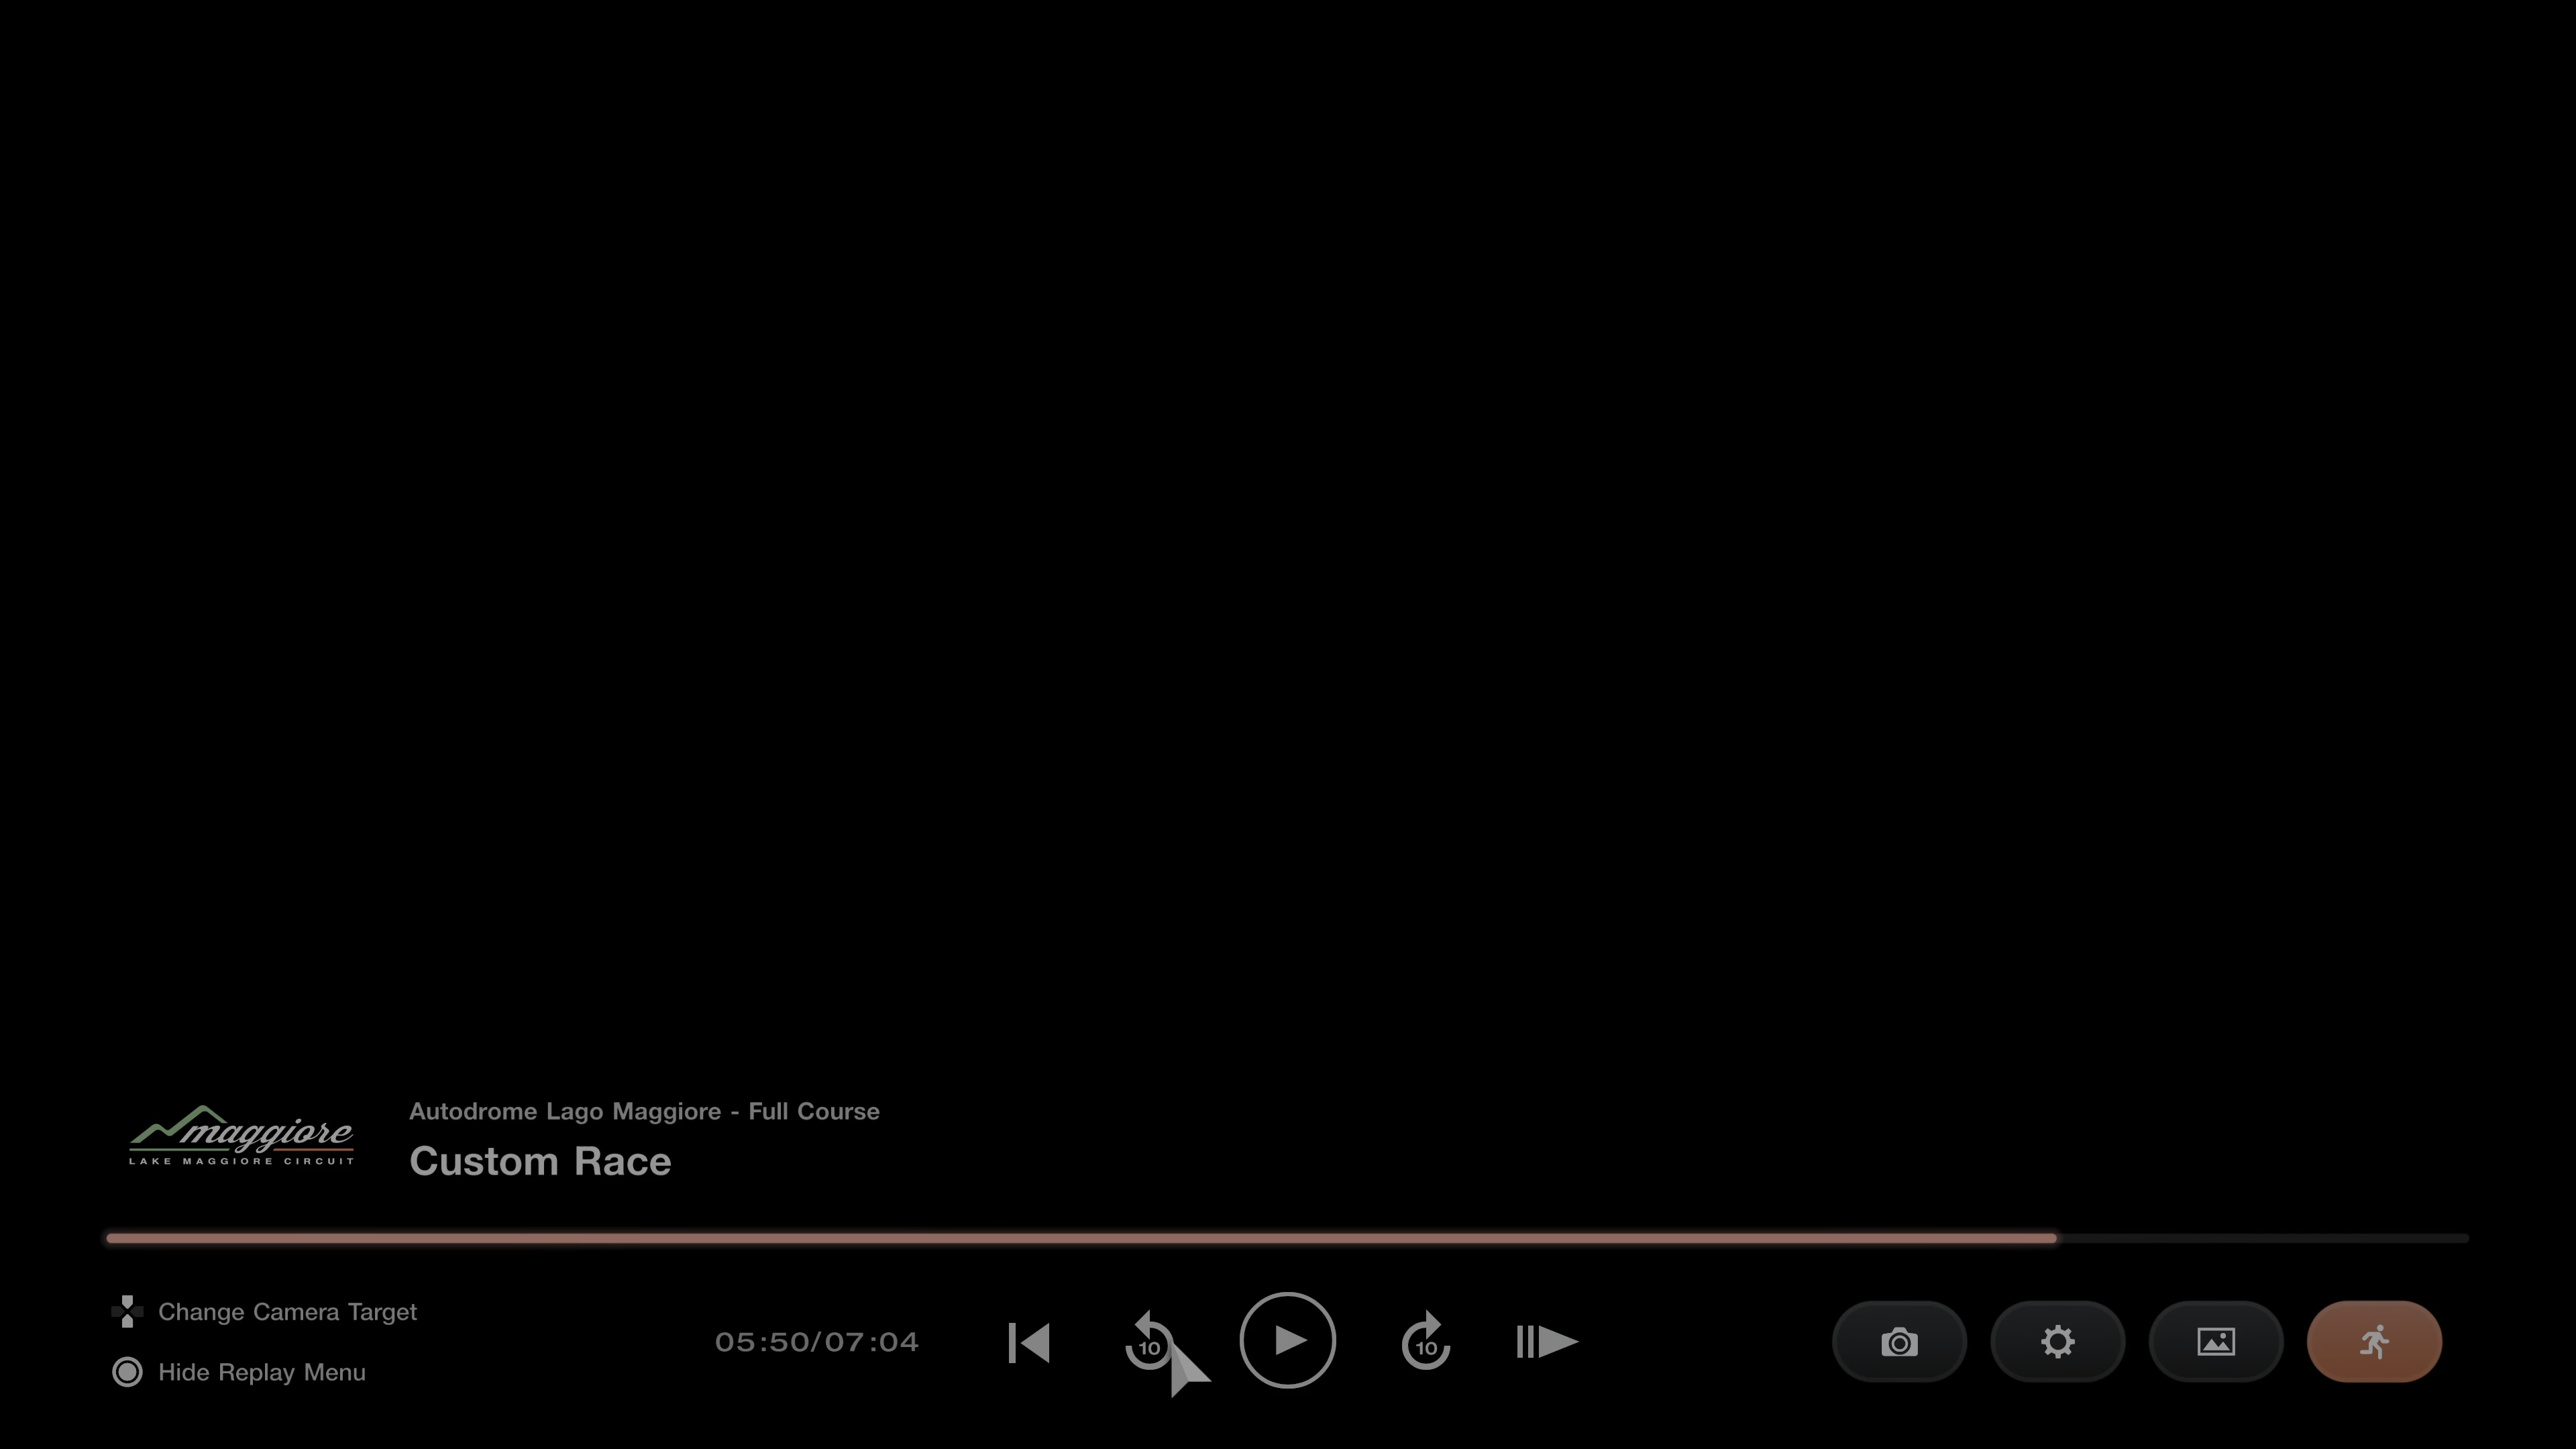 maggiore
LAKE MAGGIORE CIRCUIT
Autodrome Lago Maggiore - Full Course
Custom Race
Change Camera Target
Hide Replay Menu
05:50/07:04
10
10